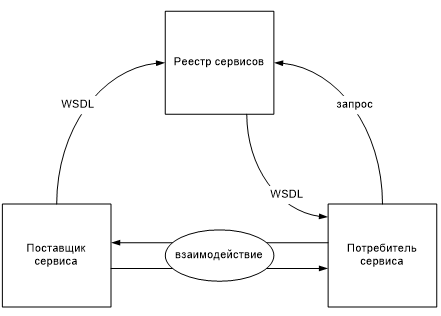 Реестр сервисов
WSDL
запрос
WSDL
Поставщик
сервиса
взаимодействие
Потребитель
сервиса